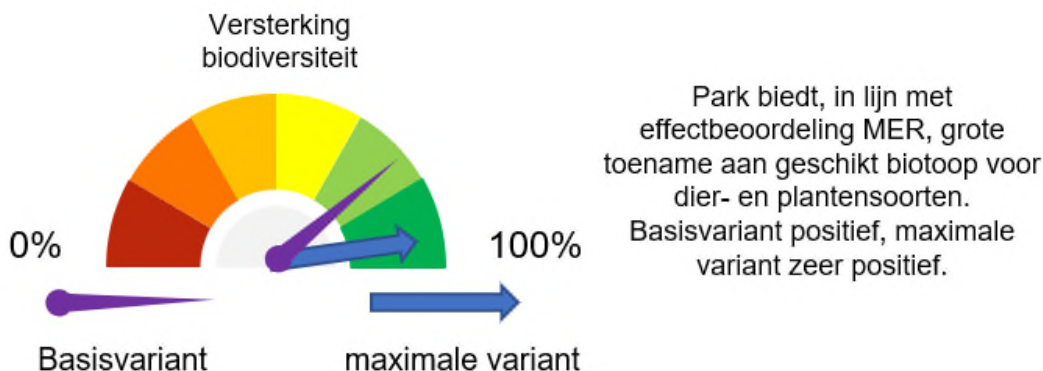 Versterking
biodiversiteit
0%
100%
Basisvariant
maximale variant
Park biedt, in lijn met
effectbeoordeling MER, grote
toename aan geschikt biotoop voor
dier- en plantensoorten.
Basisvariant positief, maximale
variant zeer positief.